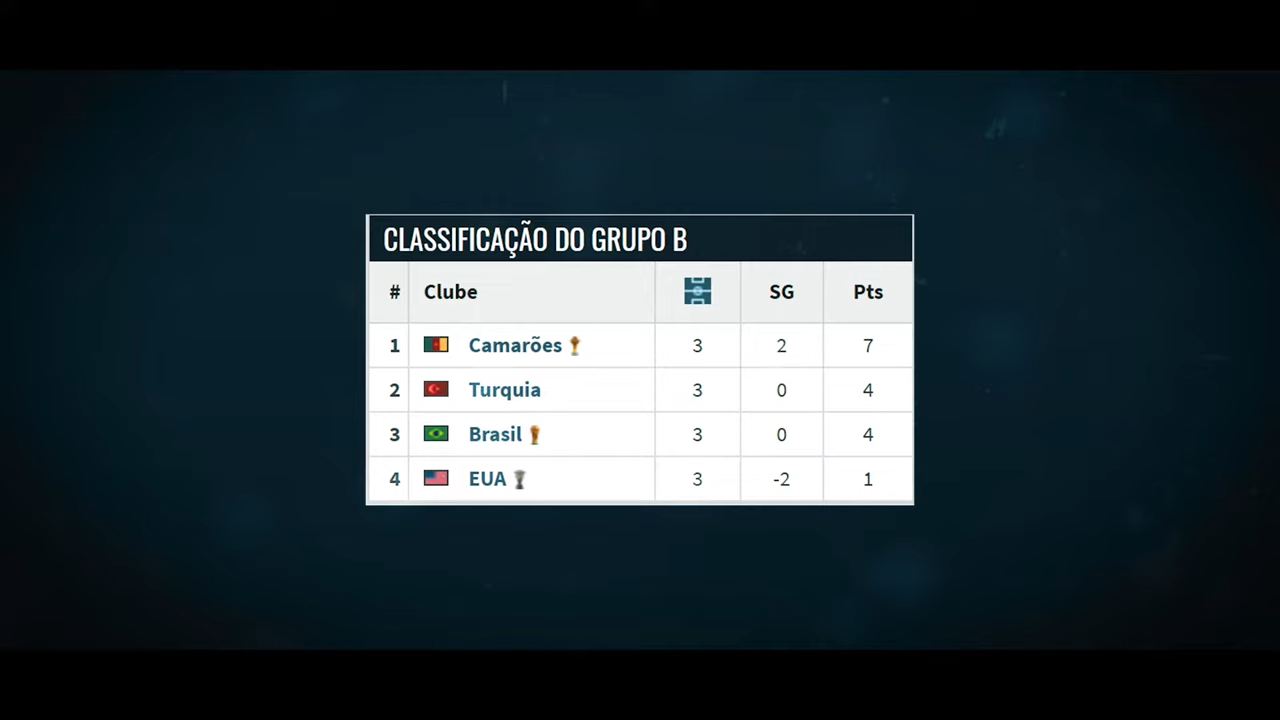 CLASSIFICAÇÃO DO GRUPO B
# Clube SG Pts
1 Camarões 3 2 7
2 Turquia 3 0 4
3 Brasil 3 0 4
4 EUA 3 -2 1